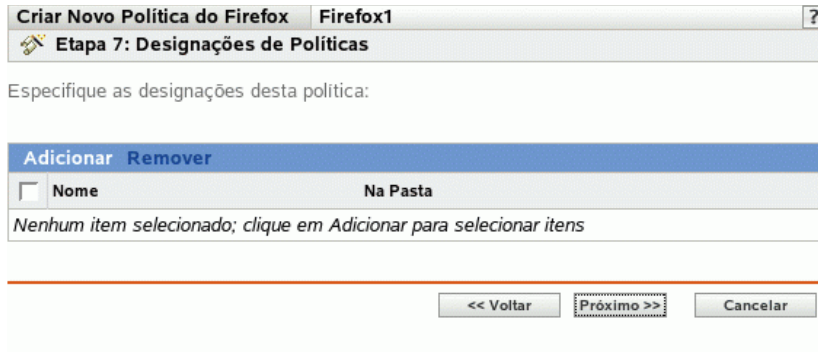 Criar Novo Política do Firefox Firefox1 ?
Etapa 7: Designações de Políticas
Especifique as designações desta política:
Adicionar Remover
Nome Na Pasta
Nenhum item selecionado; clique em Adicionar para selecionar itens
<< Voltar Próximo >> Cancelar